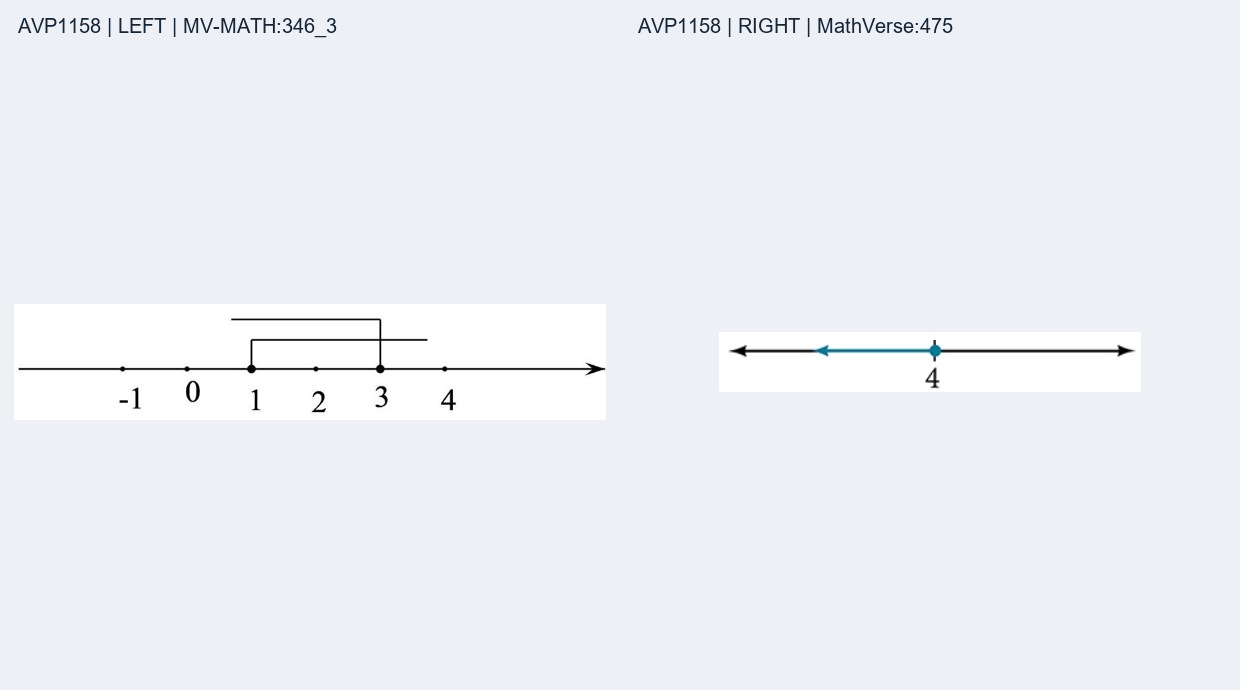 AVP1158 | LEFT | MV-MATH:346_3
AVP1158 | RIGHT | MathVerse:475
-1 0 1 2 3 4
4